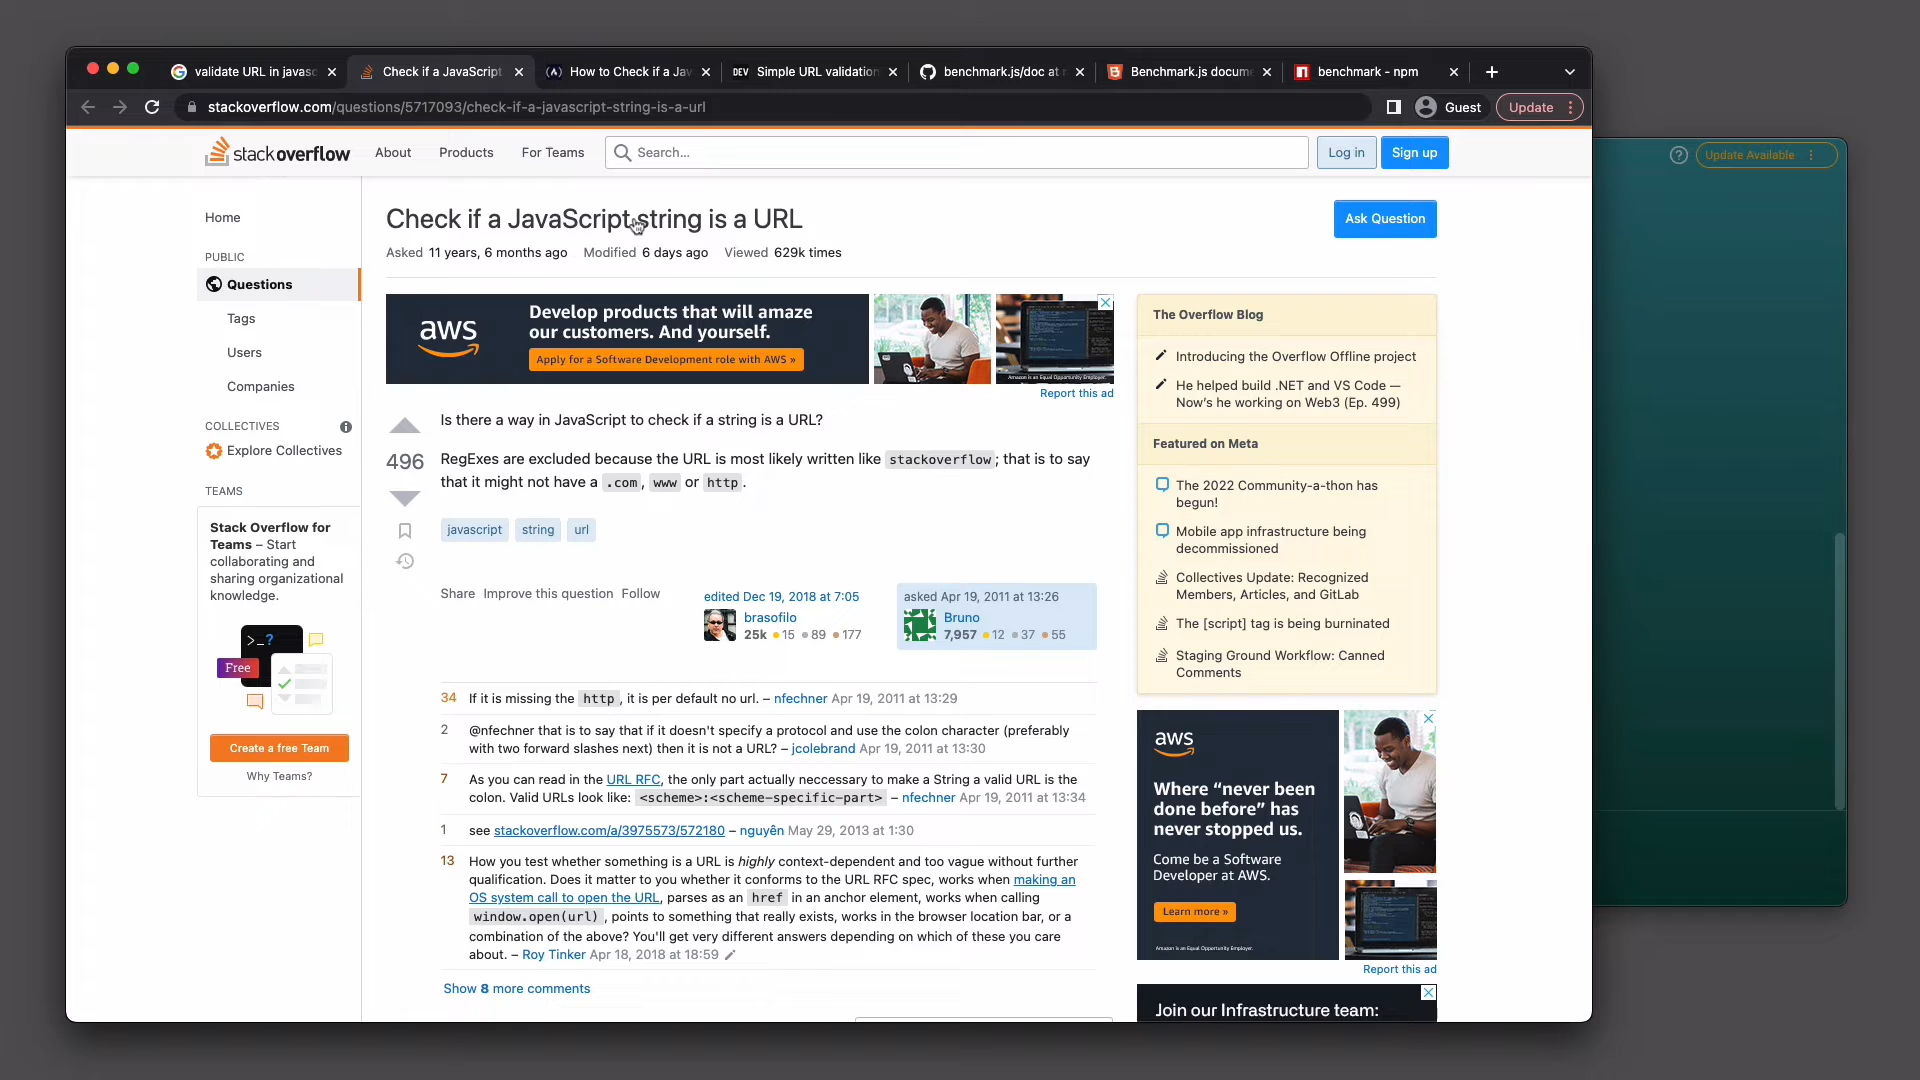 validate URL in javasc
Check if a JavaScript
How to Check if a Jav
DEV Simple URL validation
benchmark.js/doc at
Benchmark.js docume
benchmark - npm
stackoverflow.com/questions/5717093/check-if-a-javascript-string-is-a-url
Guest
Update
Update Available
stackoverflow
About
Products
For Teams
Search...
Log in
Sign up
Home
PUBLIC
Questions
Tags
Users
Companies
COLLECTIVES
Explore Collectives
TEAMS
Stack Overflow for
Teams – Start
collaborating and
sharing organizational
knowledge.
>_?
Free
Create a free Team
Why Teams?
Check if a JavaScript string is a URL
Ask Question
Asked 11 years, 6 months ago Modified 6 days ago Viewed 629k times
aws
Develop products that will amaze
our customers. And yourself.
Apply for a Software Development role with AWS »
Amazon is an Equal Opportunity Employer.
Report this ad
496
Is there a way in JavaScript to check if a string is a URL?
RegExes are excluded because the URL is most likely written like stackoverflow; that is to say
that it might not have a .com, www or http.
javascript string url
Share Improve this question Follow
edited Dec 19, 2018 at 7:05
brasofilo
25k 15 89 177
asked Apr 19, 2011 at 13:26
Bruno
7,957 12 37 55
34 If it is missing the http, it is per default no url. – nfechner Apr 19, 2011 at 13:29
2 @nfechner that is to say that if it doesn't specify a protocol and use the colon character (preferably
with two forward slashes next) then it is not a URL? – jcolebrand Apr 19, 2011 at 13:30
7 As you can read in the URL RFC, the only part actually neccessary to make a String a valid URL is the
colon. Valid URLs look like: <scheme>:<scheme-specific-part> – nfechner Apr 19, 2011 at 13:34
1 see stackoverflow.com/a/3975573/572180 – nguyên May 29, 2013 at 1:30
13 How you test whether something is a URL is highly context-dependent and too vague without further
qualification. Does it matter to you whether it conforms to the URL RFC spec, works when making an
OS system call to open the URL, parses as an href in an anchor element, works when calling
window.open(url), points to something that really exists, works in the browser location bar, or a
combination of the above? You'll get very different answers depending on which of these you care
about. – Roy Tinker Apr 18, 2018 at 18:59
Show 8 more comments
The Overflow Blog
Introducing the Overflow Offline project
He helped build .NET and VS Code —
Now's he working on Web3 (Ep. 499)
Featured on Meta
The 2022 Community-a-thon has
begun!
Mobile app infrastructure being
decommissioned
Collectives Update: Recognized
Members, Articles, and GitLab
The [script] tag is being burninated
Staging Ground Workflow: Canned
Comments
aws
Where “never been
done before” has
never stopped us.
Come be a Software
Developer at AWS.
Learn more »
Amazon is an Equal Opportunity Employer.
Report this ad
Join our Infrastructure team: